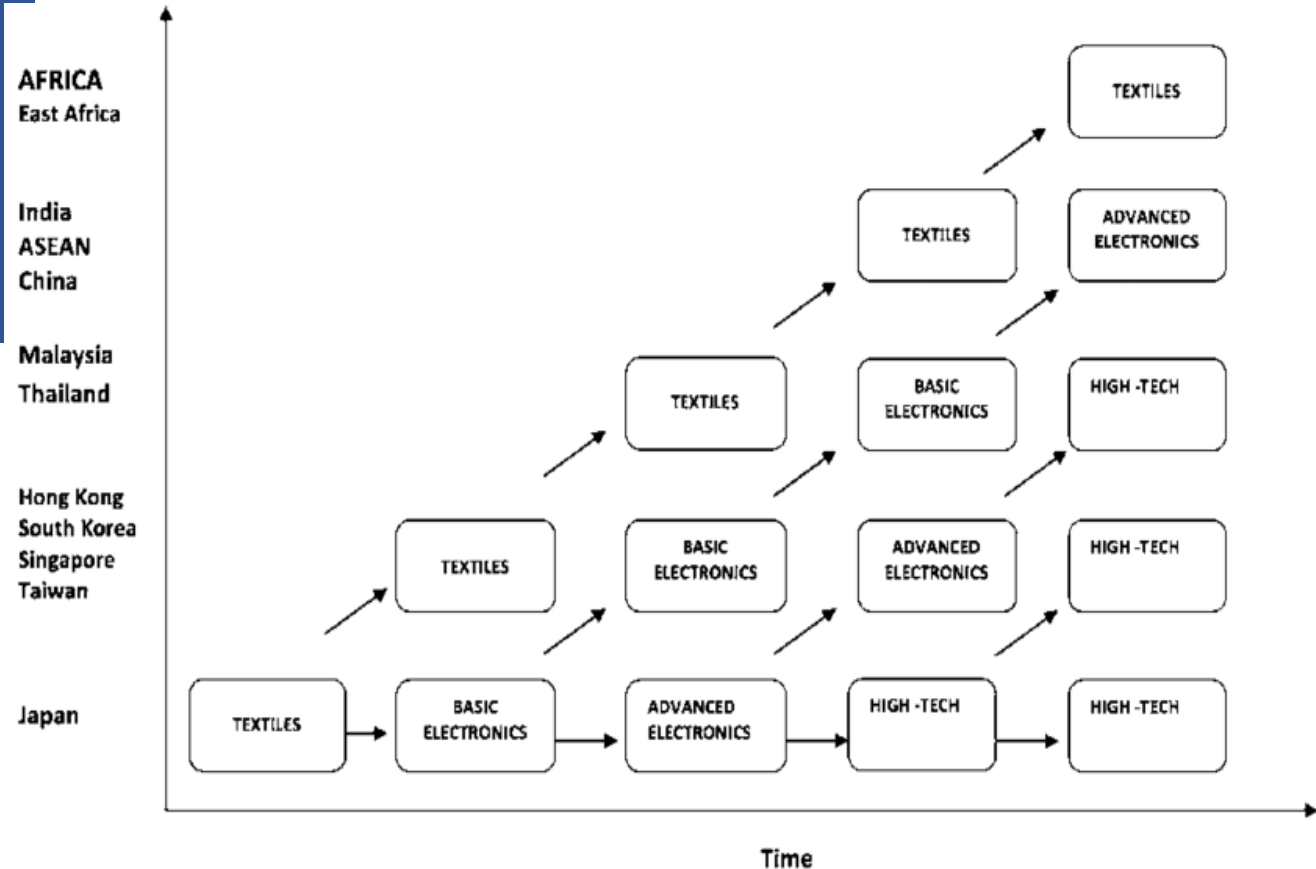 AFRICA
East Africa
TEXTILES
India
ASEAN
China
TEXTILES
ADVANCED
ELECTRONICS
Malaysia
Thailand
TEXTILES
BASIC
ELECTRONICS
HIGH -TECH
Hong Kong
South Korea
Singapore
Taiwan
TEXTILES
BASIC
ELECTRONICS
ADVANCED
ELECTRONICS
HIGH -TECH
Japan
TEXTILES
BASIC
ELECTRONICS
ADVANCED
ELECTRONICS
HIGH -TECH
HIGH -TECH
Time